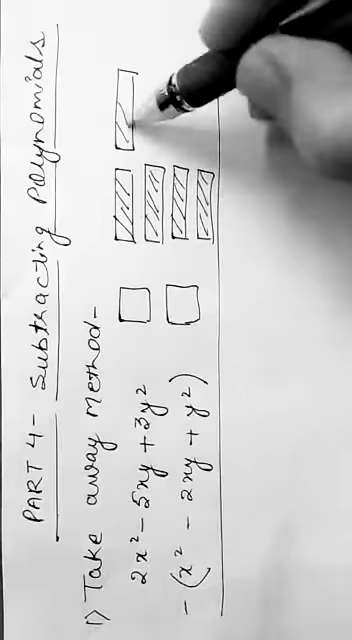 PART 4 - Subtracting Polynomials
1) Take away Method-
2x² - 5xy + 3y²
- (x² - 2xy + y²)